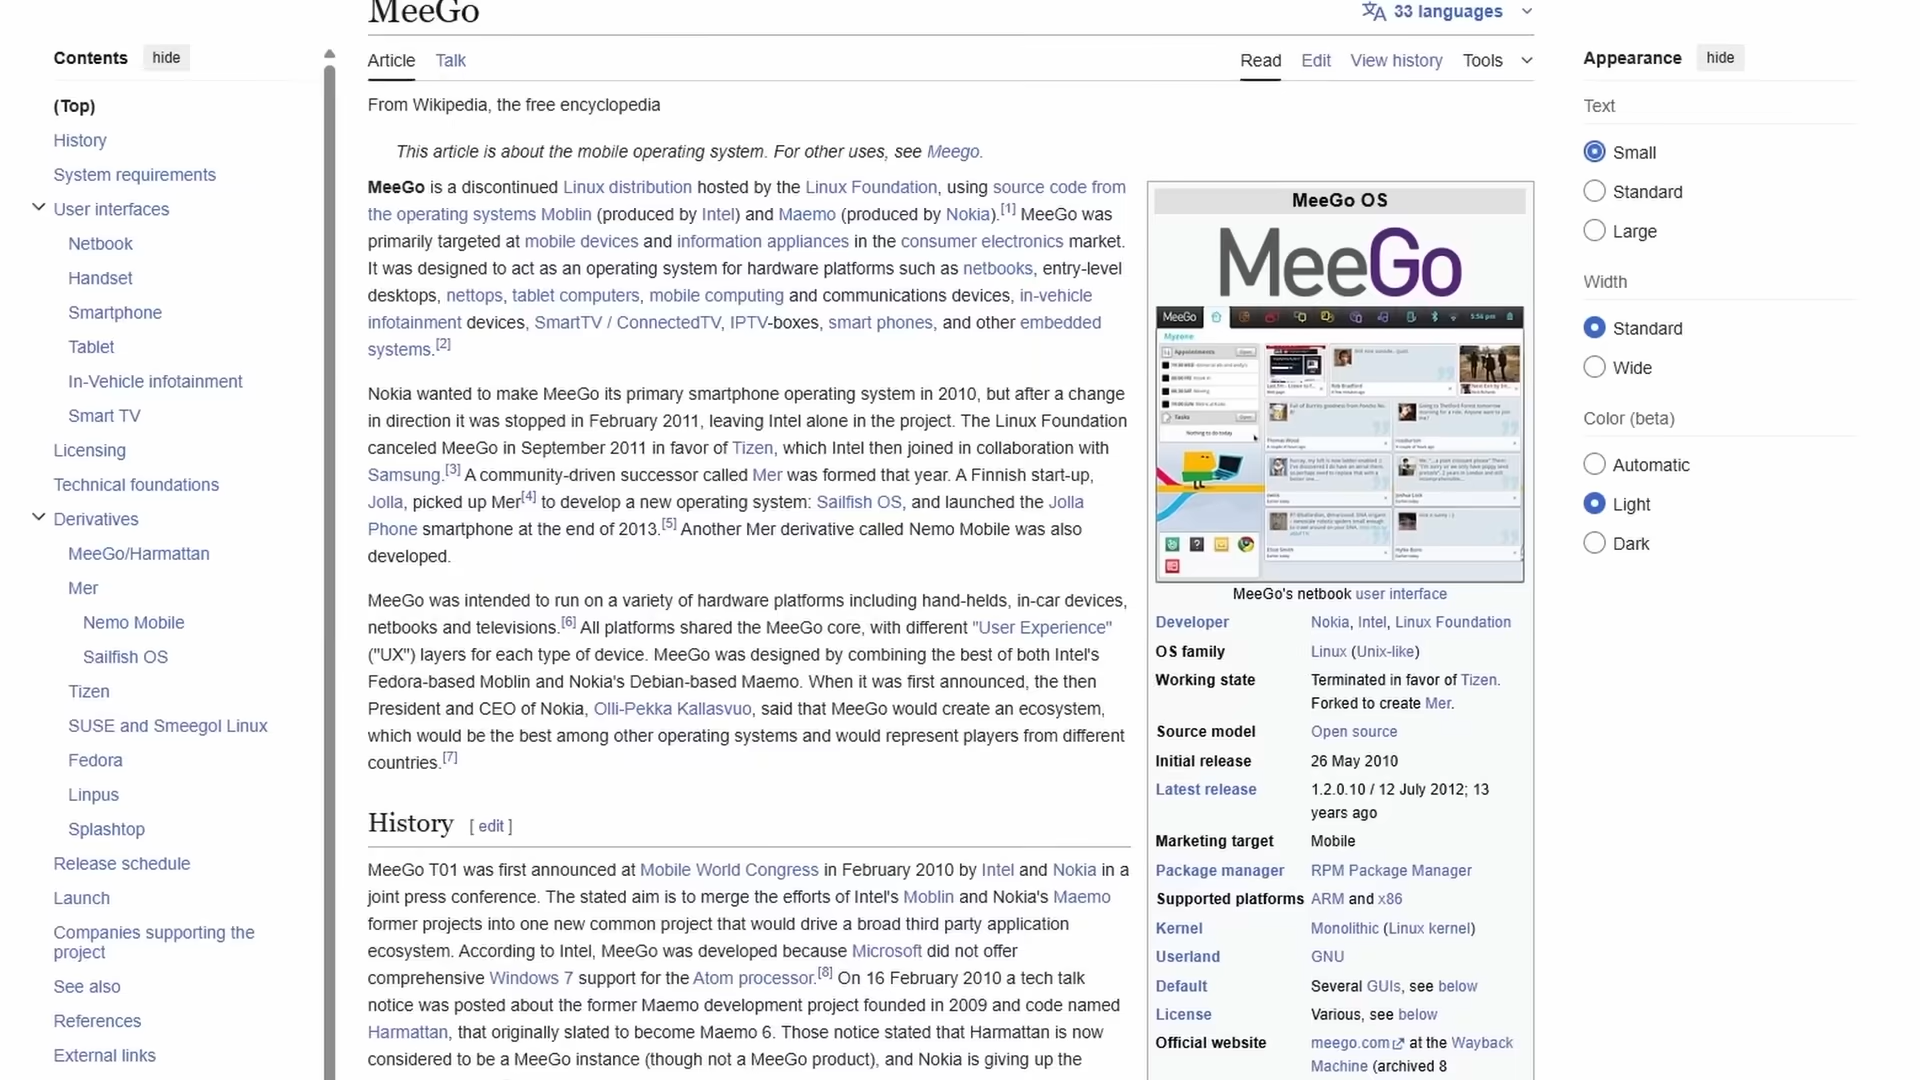 MeeGo
33 languages
Contents hide
(Top)
History
System requirements
User interfaces
Netbook
Handset
Smartphone
Tablet
In-Vehicle infotainment
Smart TV
Licensing
Technical foundations
Derivatives
MeeGo/Harmattan
Mer
Nemo Mobile
Sailfish OS
Tizen
SUSE and Smeegol Linux
Fedora
Linpus
Splashtop
Release schedule
Launch
Companies supporting the
project
See also
References
External links
Article Talk Read Edit View history Tools
From Wikipedia, the free encyclopedia
This article is about the mobile operating system. For other uses, see Meego.
MeeGo is a discontinued Linux distribution hosted by the Linux Foundation, using source code from
the operating systems Moblin (produced by Intel) and Maemo (produced by Nokia).[1] MeeGo was
primarily targeted at mobile devices and information appliances in the consumer electronics market.
It was designed to act as an operating system for hardware platforms such as netbooks, entry-level
desktops, nettops, tablet computers, mobile computing and communications devices, in-vehicle
infotainment devices, SmartTV / ConnectedTV, IPTV-boxes, smart phones, and other embedded
systems.[2]
Nokia wanted to make MeeGo its primary smartphone operating system in 2010, but after a change
in direction it was stopped in February 2011, leaving Intel alone in the project. The Linux Foundation
canceled MeeGo in September 2011 in favor of Tizen, which Intel then joined in collaboration with
Samsung.[3] A community-driven successor called Mer was formed that year. A Finnish start-up,
Jolla, picked up Mer[4] to develop a new operating system: Sailfish OS, and launched the Jolla
Phone smartphone at the end of 2013.[5] Another Mer derivative called Nemo Mobile was also
developed.
MeeGo was intended to run on a variety of hardware platforms including hand-helds, in-car devices,
netbooks and televisions.[6] All platforms shared the MeeGo core, with different "User Experience"
("UX") layers for each type of device. MeeGo was designed by combining the best of both Intel's
Fedora-based Moblin and Nokia's Debian-based Maemo. When it was first announced, the then
President and CEO of Nokia, Olli-Pekka Kallasvuo, said that MeeGo would create an ecosystem,
which would be the best among other operating systems and would represent players from different
countries.[7]
History [ edit ]
MeeGo T01 was first announced at Mobile World Congress in February 2010 by Intel and Nokia in a
joint press conference. The stated aim is to merge the efforts of Intel's Moblin and Nokia's Maemo
former projects into one new common project that would drive a broad third party application
ecosystem. According to Intel, MeeGo was developed because Microsoft did not offer
comprehensive Windows 7 support for the Atom processor.[8] On 16 February 2010 a tech talk
notice was posted about the former Maemo development project founded in 2009 and code named
Harmattan, that originally slated to become Maemo 6. Those notice stated that Harmattan is now
considered to be a MeeGo instance (though not a MeeGo product), and Nokia is giving up the
MeeGo OS
MeeGo
MeeGo
Myzone
Appointments Open
Tasks Open
Nothing to do today
MeeGo's netbook user interface
Developer Nokia, Intel, Linux Foundation
OS family Linux (Unix-like)
Working state Terminated in favor of Tizen.
Forked to create Mer.
Source model Open source
Initial release 26 May 2010
Latest release 1.2.0.10 / 12 July 2012; 13
years ago
Marketing target Mobile
Package manager RPM Package Manager
Supported platforms ARM and x86
Kernel Monolithic (Linux kernel)
Userland GNU
Default Several GUIs, see below
License Various, see below
Official website meego.com at the Wayback
Machine (archived 8
Appearance hide
Text
Small
Standard
Large
Width
Standard
Wide
Color (beta)
Automatic
Light
Dark